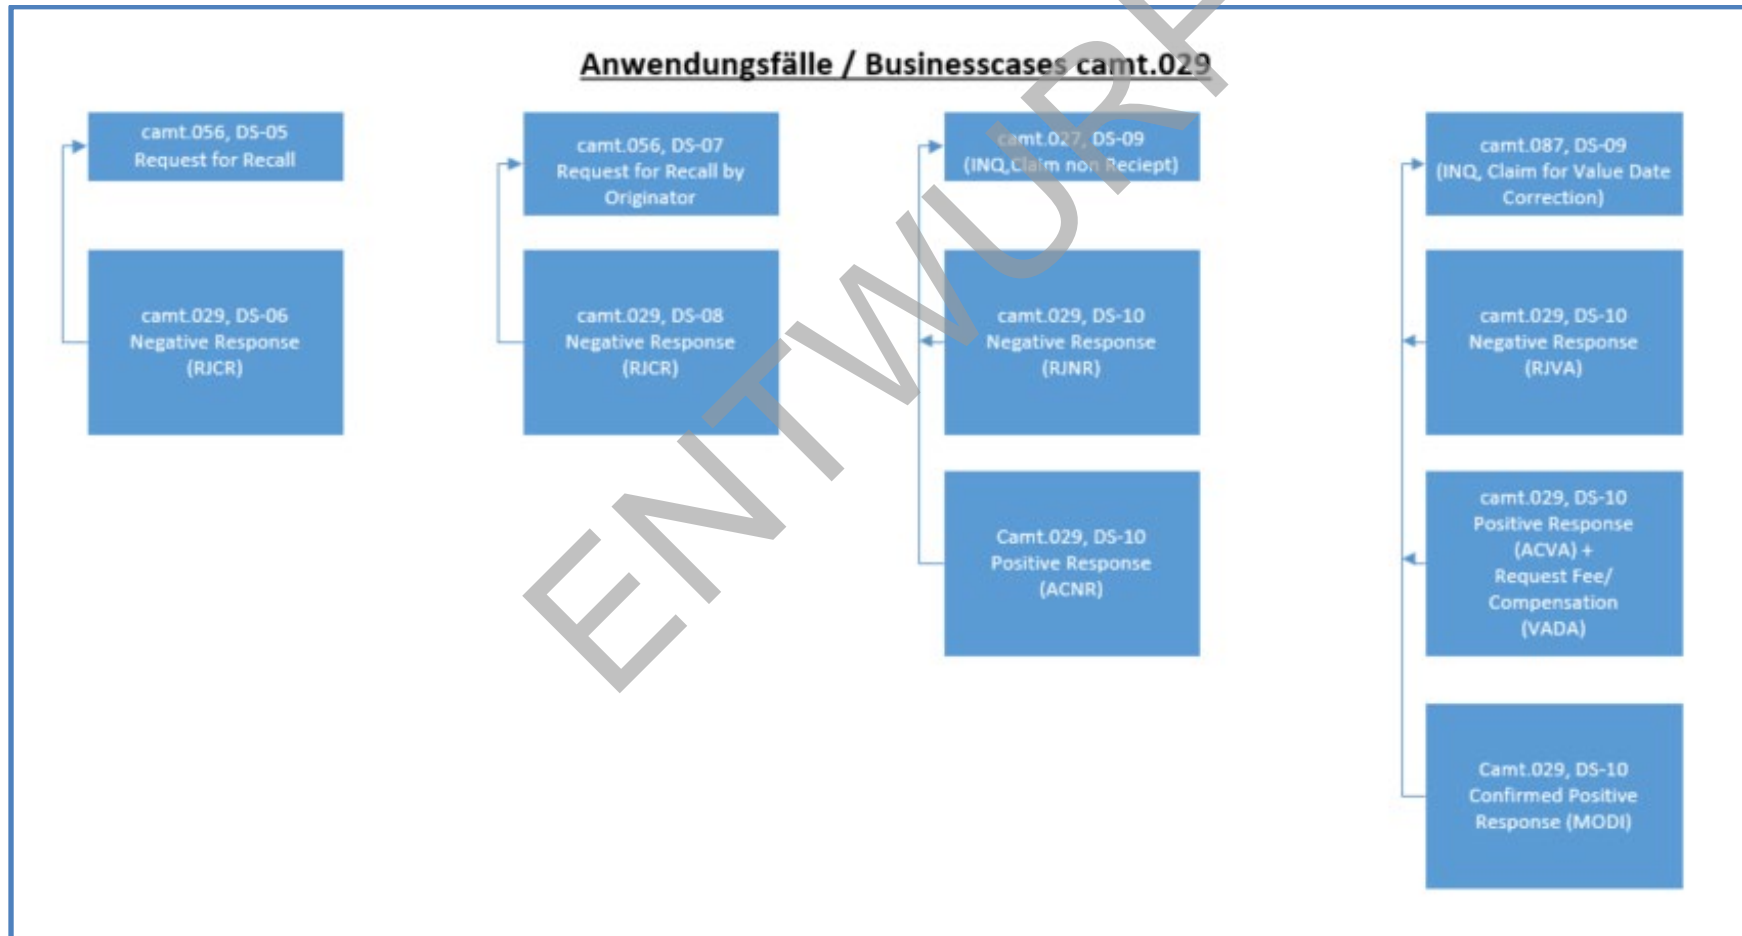 Anwendungsfälle / Businesscases camt.029
camt.056, DS-05
Request for Recall
camt.029, DS-06
Negative Response
(RJCR)
camt.056, DS-07
Request for Recall by
Originator
camt.029, DS-08
Negative Response
(RJCR)
camt.027, DS-09
(INQ,Claim non Reciept)
camt.029, DS-10
Negative Response
(RJNR)
Camt.029, DS-10
Positive Response
(ACNR)
camt.087, DS-09
(INQ, Claim for Value Date
Correction)
camt.029, DS-10
Negative Response
(RJVA)
camt.029, DS-10
Positive Response
(ACVA) +
Request Fee/
Compensation
(VADA)
Camt.029, DS-10
Confirmed Positive
Response (MODI)
ENTWURF